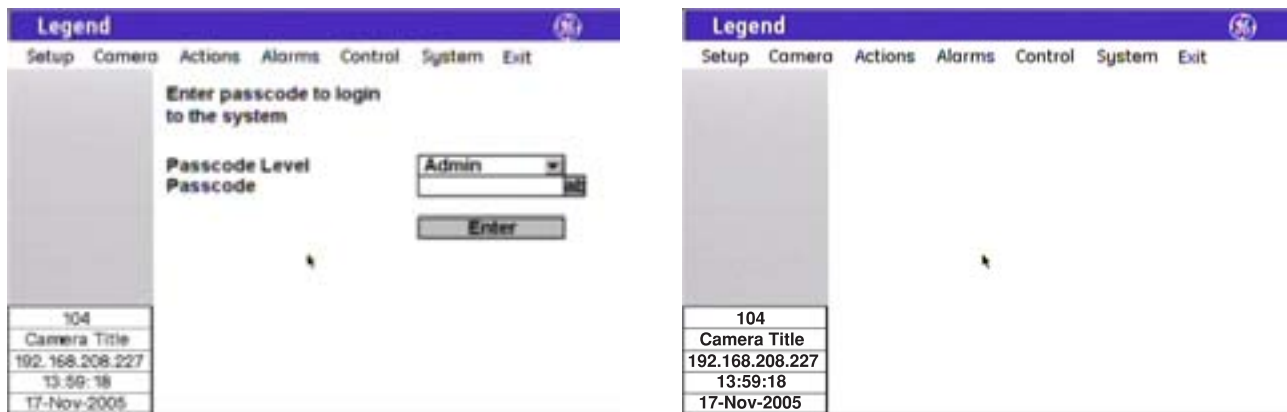 Legend
Setup Camera Actions Alarms Control System Exit
Enter passcode to login
to the system
Passcode Level Admin
Passcode ab
Enter
104
Camera Title
192.168.208.227
13:59:18
17-Nov-2005
Legend
Setup Camera Actions Alarms Control System Exit
104
Camera Title
192.168.208.227
13:59:18
17-Nov-2005